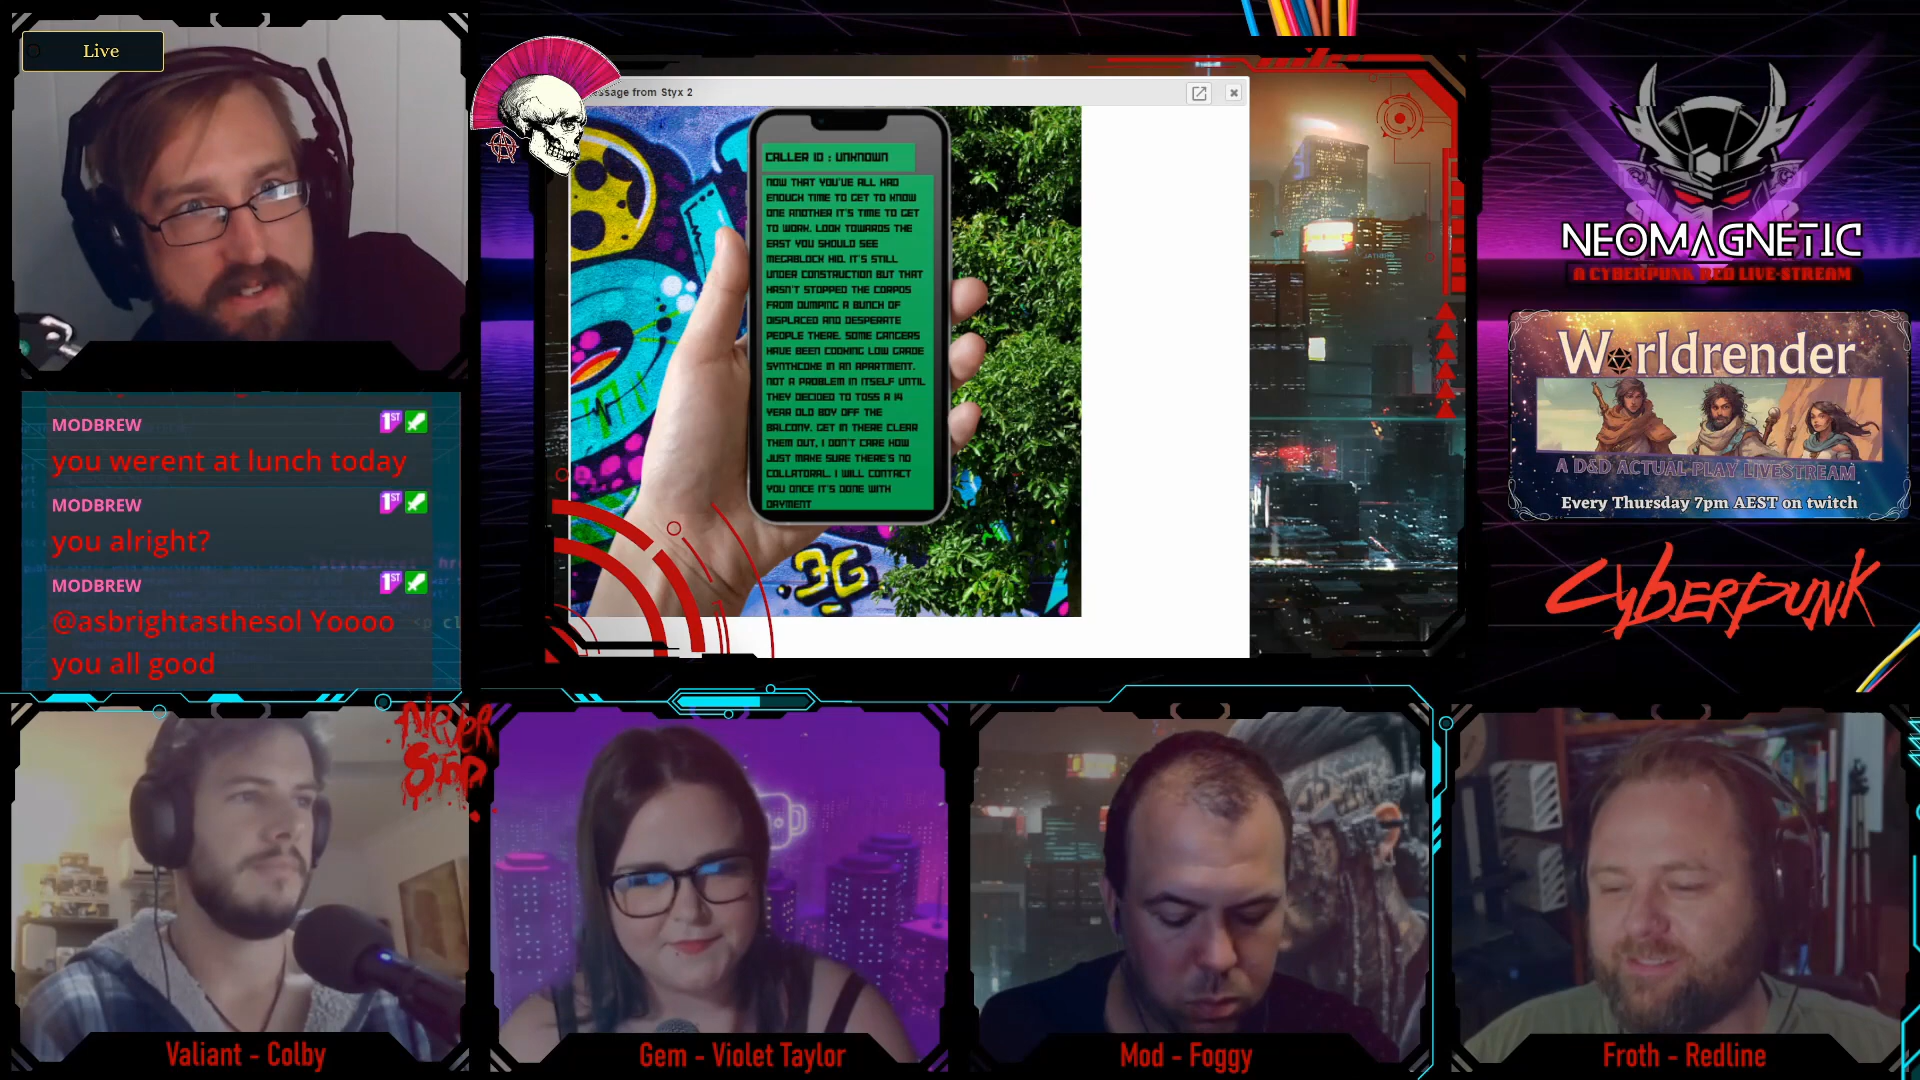 Live
ssage from Styx 2
CALLER ID : UNKNOWN
NOW THAT YOU'VE ALL HAD
ENOUGH TIME TO GET TO KNOW
ONE ANOTHER IT'S TIME TO GET
TO WORK. LOOK TOWARDS THE
EAST YOU SHOULD SEE
MEGABLOCK H10. IT'S STILL
UNDER CONSTRUCTION BUT THAT
HASN'T STOPPED THE CORPOS
FROM DUMPING A BUNCH OF
DISPLACED AND DESPERATE
PEOPLE THERE. SOME GANGERS
HAVE BEEN COOKING LOW GRADE
SYNTHCOKE IN AN APARTMENT.
NOT A PROBLEM IN ITSELF UNTIL
THEY DECIDED TO TOSS A 14
YEAR OLD BOY OFF THE
BALCONY. GET IN THERE CLEAR
THEM OUT, I DON'T CARE HOW
JUST MAKE SURE THERE'S NO
COLLATORAL. I WILL CONTACT
YOU ONCE IT'S DONE WITH
PAYMENT
NEOMAGNETIC
A CYBERPUNK RED LIVE-STREAM
Worldrender
A D&D ACTUAL-PLAY LIVESTREAM
Every Thursday 7pm AEST on twitch
CYBERPUNK
MODBREW
1ST
you werent at lunch today
MODBREW
1ST
you alright?
MODBREW
1ST
@asbrightasthesol Yoooo
you all good
NEVER
STOP
Valiant - Colby
Gem - Violet Taylor
Mod - Foggy
Froth - Redline